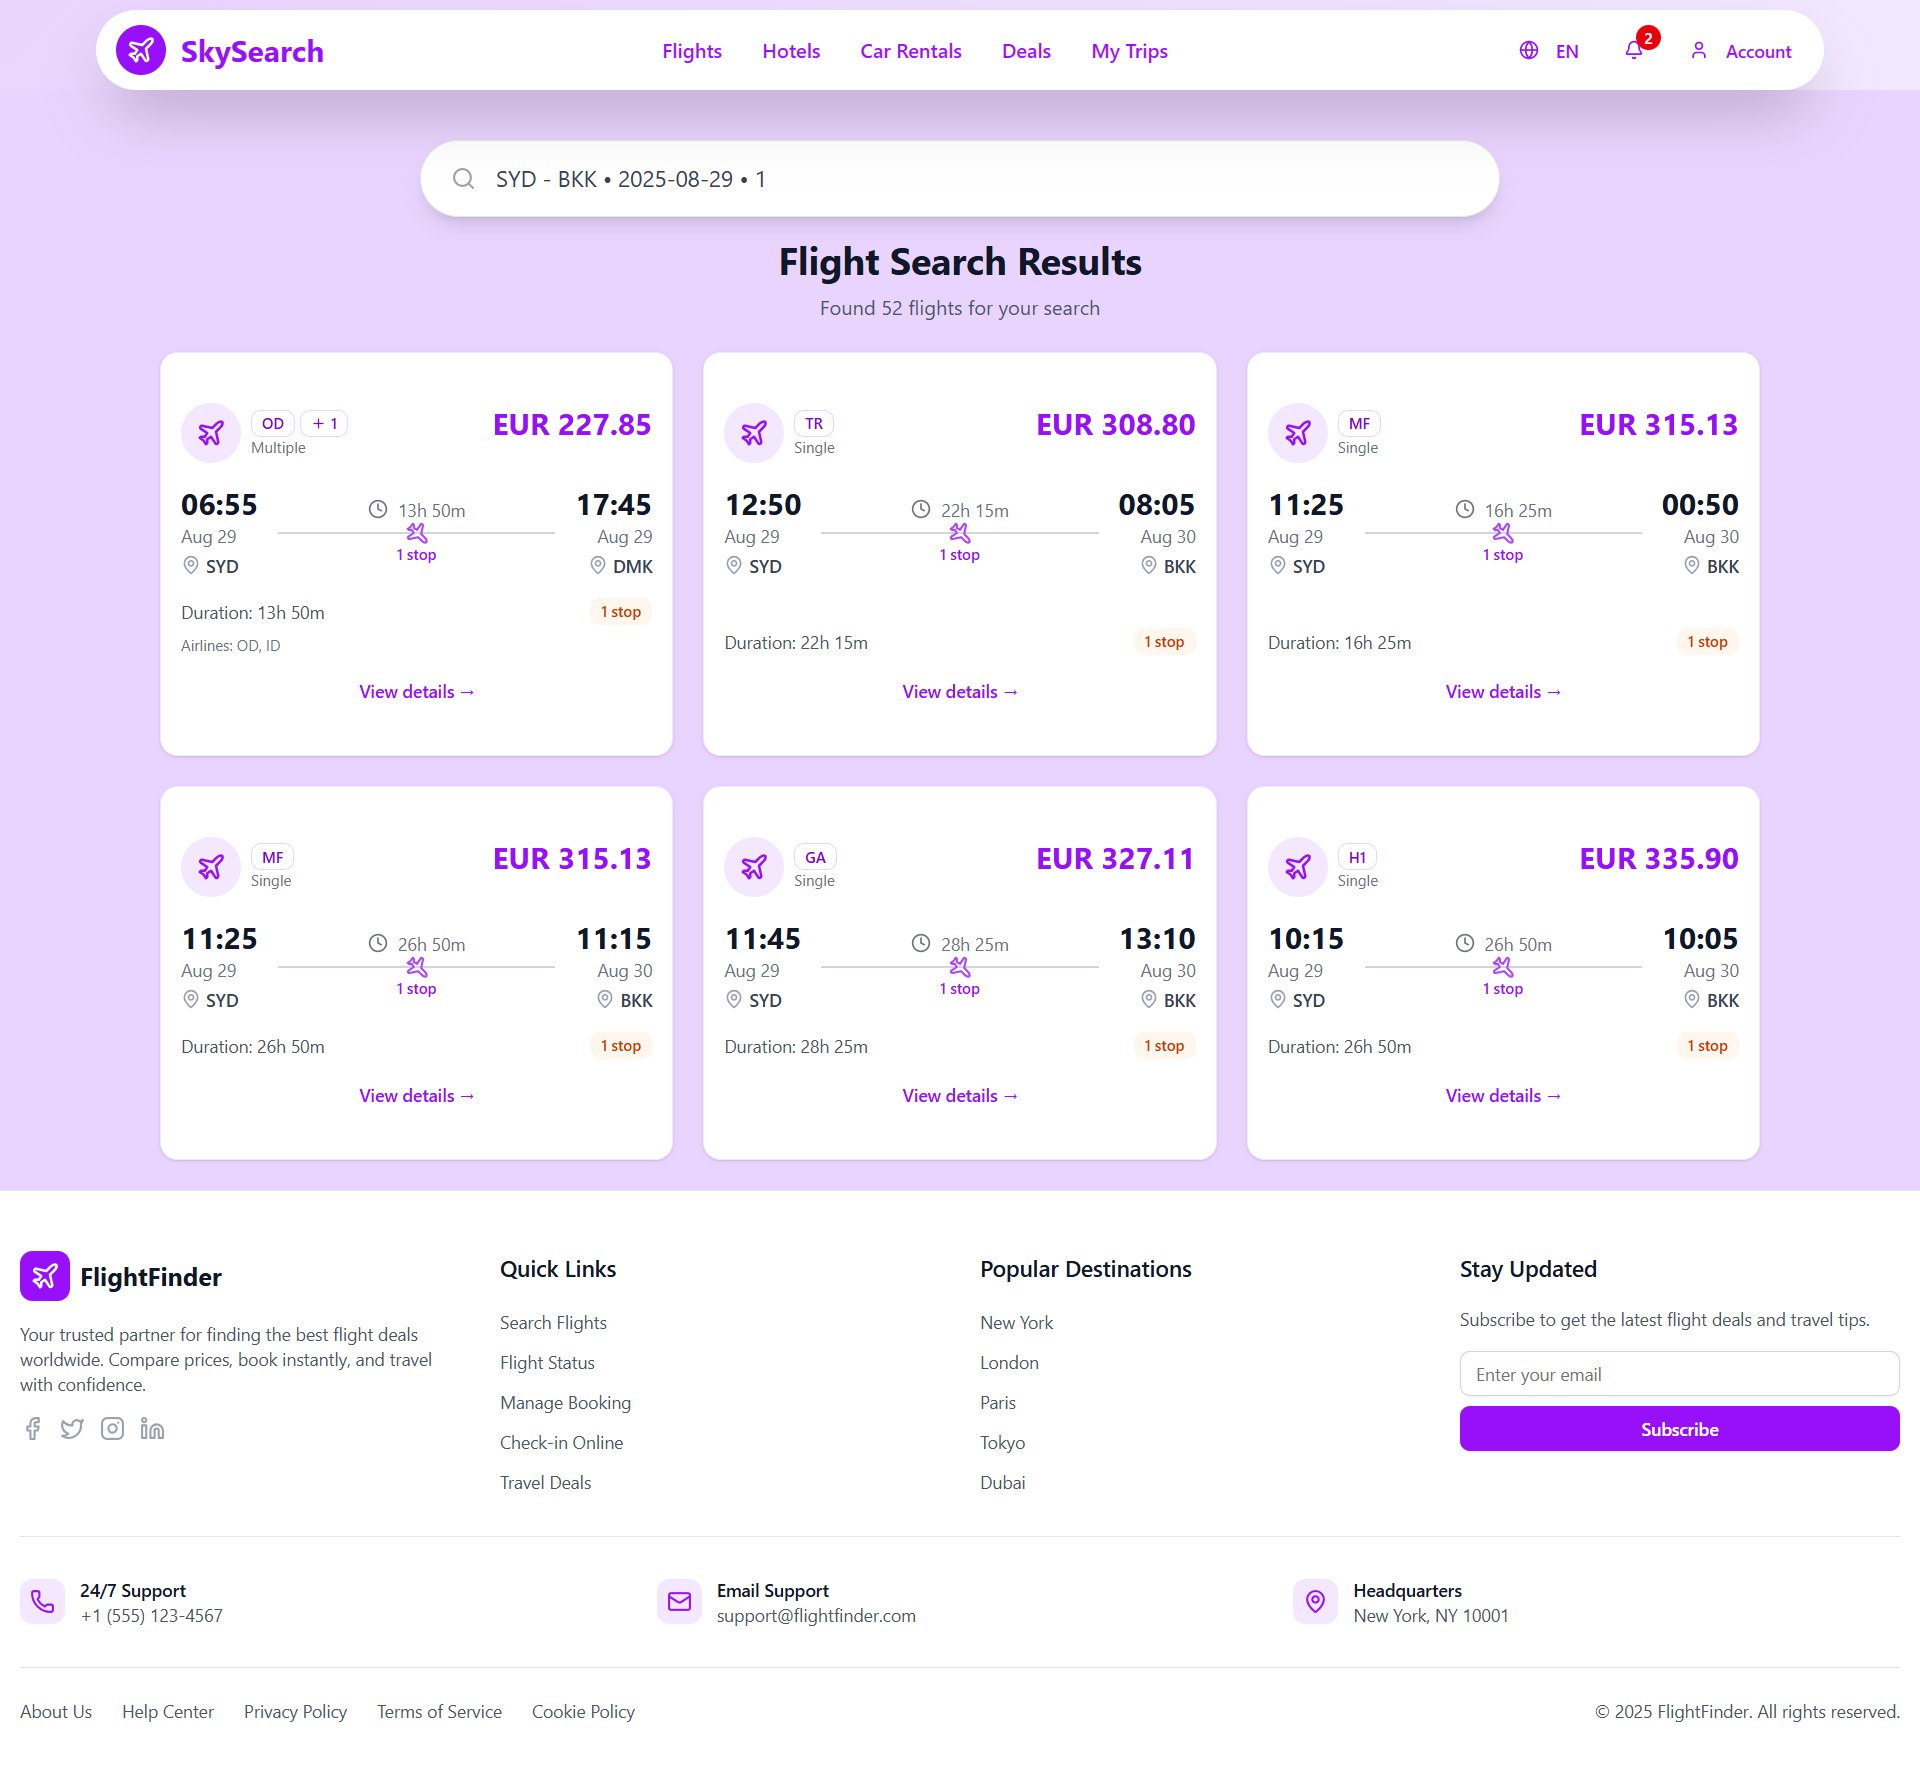 SkySearch
Flights
Hotels
Car Rentals
Deals
My Trips
EN
2
Account
SYD - BKK • 2025-08-29 • 1
Flight Search Results
Found 52 flights for your search
OD
+ 1
Multiple
EUR 227.85
06:55
13h 50m
17:45
Aug 29
1 stop
Aug 29
SYD
DMK
Duration: 13h 50m
1 stop
Airlines: OD, ID
View details →
TR
Single
EUR 308.80
12:50
22h 15m
08:05
Aug 29
1 stop
Aug 30
SYD
BKK
Duration: 22h 15m
1 stop
View details →
MF
Single
EUR 315.13
11:25
16h 25m
00:50
Aug 29
1 stop
Aug 30
SYD
BKK
Duration: 16h 25m
1 stop
View details →
MF
Single
EUR 315.13
11:25
26h 50m
11:15
Aug 29
1 stop
Aug 30
SYD
BKK
Duration: 26h 50m
1 stop
View details →
GA
Single
EUR 327.11
11:45
28h 25m
13:10
Aug 29
1 stop
Aug 30
SYD
BKK
Duration: 28h 25m
1 stop
View details →
H1
Single
EUR 335.90
10:15
26h 50m
10:05
Aug 29
1 stop
Aug 30
SYD
BKK
Duration: 26h 50m
1 stop
View details →
FlightFinder
Your trusted partner for finding the best flight deals
worldwide. Compare prices, book instantly, and travel
with confidence.
Quick Links
Search Flights
Flight Status
Manage Booking
Check-in Online
Travel Deals
Popular Destinations
New York
London
Paris
Tokyo
Dubai
Stay Updated
Subscribe to get the latest flight deals and travel tips.
Enter your email
Subscribe
24/7 Support
+1 (555) 123-4567
Email Support
support@flightfinder.com
Headquarters
New York, NY 10001
About Us
Help Center
Privacy Policy
Terms of Service
Cookie Policy
© 2025 FlightFinder. All rights reserved.